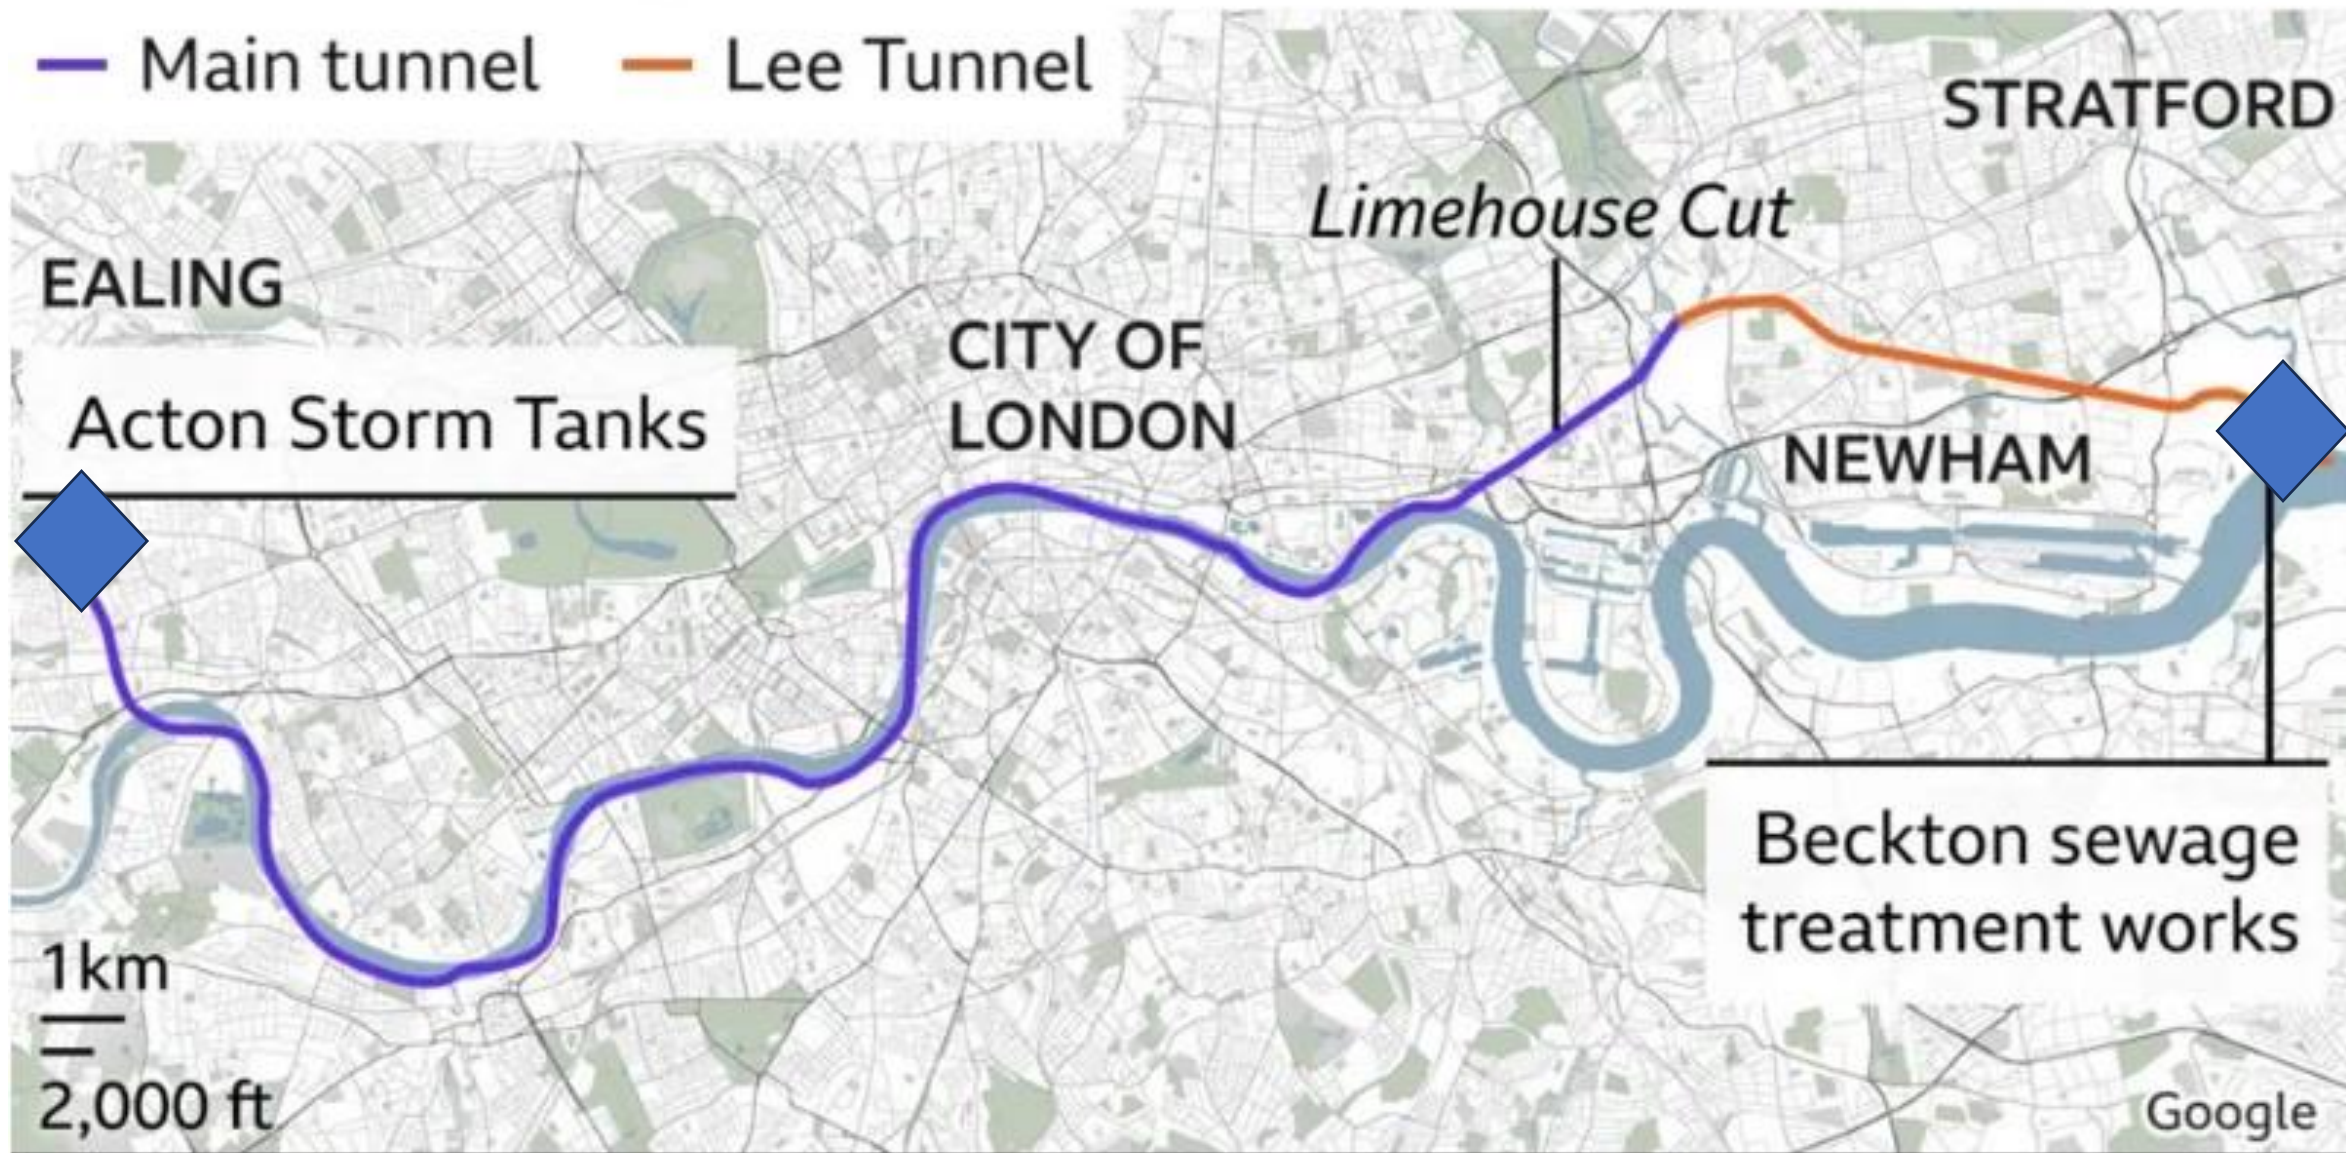 Main tunnel
Lee Tunnel
STRATFORD
Limehouse Cut
EALING
CITY OF
LONDON
Acton Storm Tanks
NEWHAM
Beckton sewage
treatment works
1km
2,000 ft
Google